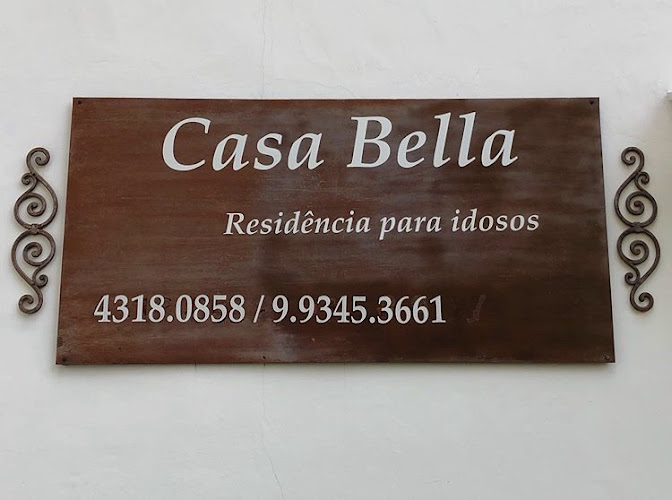 Casa Bella
Residência para idosos
4318.0858 / 9.9345.3661